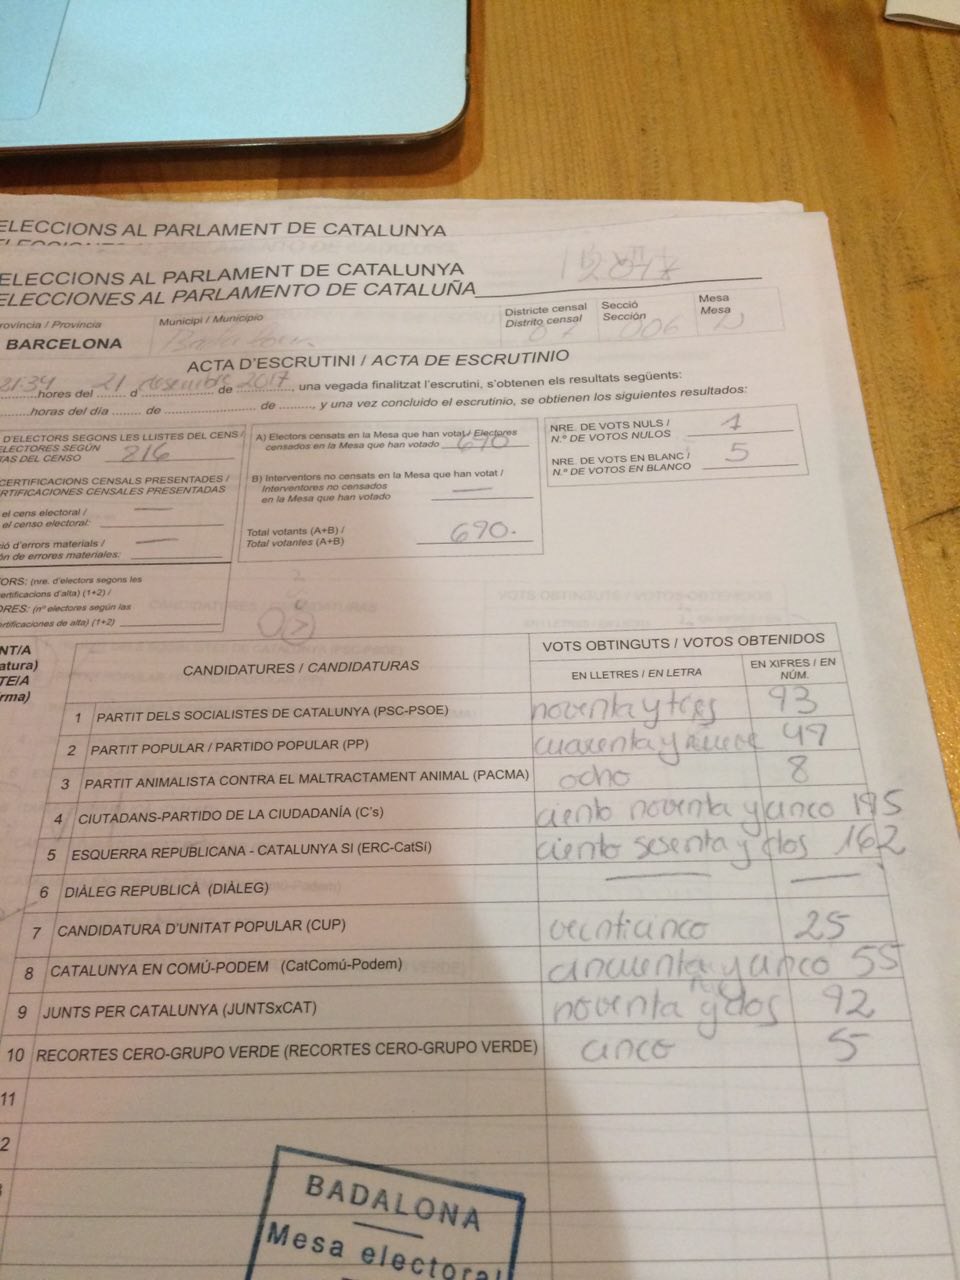 ELECCIONS AL PARLAMENT DE CATALUNYA
ELECCIONS AL PARLAMENT DE CATALUNYA
ELECCIONES AL PARLAMENTO DE CATALUÑA
rovíncia / Provincia
BARCELONA
Municipi / Municipio
Badalona
Districte censal
Distrito censal
Secció
Sección
006
Mesa
Mesa
ACTA D'ESCRUTINI / ACTA DE ESCRUTINIO
21:34 hores del 21 d desembre de 2017, una vegada finalitzat l'escrutini, s'obtenen els resultats següents:
horas del día de de , y una vez concluido el escrutinio, se obtienen los siguientes resultados:
D'ELECTORS SEGONS LES LLISTES DEL CENS /
ELECTORES SEGÚN
TAS DEL CENSO 816
CERTIFICACIONS CENSALS PRESENTADES /
RTIFICACIONES CENSALES PRESENTADAS
el cens electoral /
el censo electoral:
ció d'errors materials /
ón de errores materiales:
TORS: (nre. d'electors segons les
ertificacions d'alta) (1+2) /
ORES: (nº electores según las
rtificaciones de alta) (1+2)
A) Electors censats en la Mesa que han votat / Electores
censados en la Mesa que han votado 690
B) Interventors no censats en la Mesa que han votat /
Interventores no censados
en la Mesa que han votado
Total votants (A+B) /
Total votantes (A+B) 690.
NRE. DE VOTS NULS /
N.º DE VOTOS NULOS 1
NRE. DE VOTS EN BLANC /
N.º DE VOTOS EN BLANCO 5
NT/A
atura)
TE/A
rma)
CANDIDATURES / CANDIDATURAS
VOTS OBTINGUTS / VOTOS OBTENIDOS
EN LLETRES / EN LETRA
EN XIFRES / EN
NÚM.
1 PARTIT DELS SOCIALISTES DE CATALUNYA (PSC-PSOE) noventa y tres 93
2 PARTIT POPULAR / PARTIDO POPULAR (PP) cuarenta y nueve 49
3 PARTIT ANIMALISTA CONTRA EL MALTRACTAMENT ANIMAL (PACMA) ocho 8
4 CIUTADANS-PARTIDO DE LA CIUDADANÍA (C's) ciento noventa y cinco 195
5 ESQUERRA REPUBLICANA - CATALUNYA SI (ERC-CatSí) ciento sesenta y dos 162
6 DIÀLEG REPUBLICÀ (DIÀLEG)
7 CANDIDATURA D'UNITAT POPULAR (CUP) veinticinco 25
8 CATALUNYA EN COMÚ-PODEM (CatComú-Podem) cincuenta y cinco 55
9 JUNTS PER CATALUNYA (JUNTSxCAT) noventa y dos 92
10 RECORTES CERO-GRUPO VERDE (RECORTES CERO-GRUPO VERDE) cinco 5
11
2
BADALONA
Mesa electoral